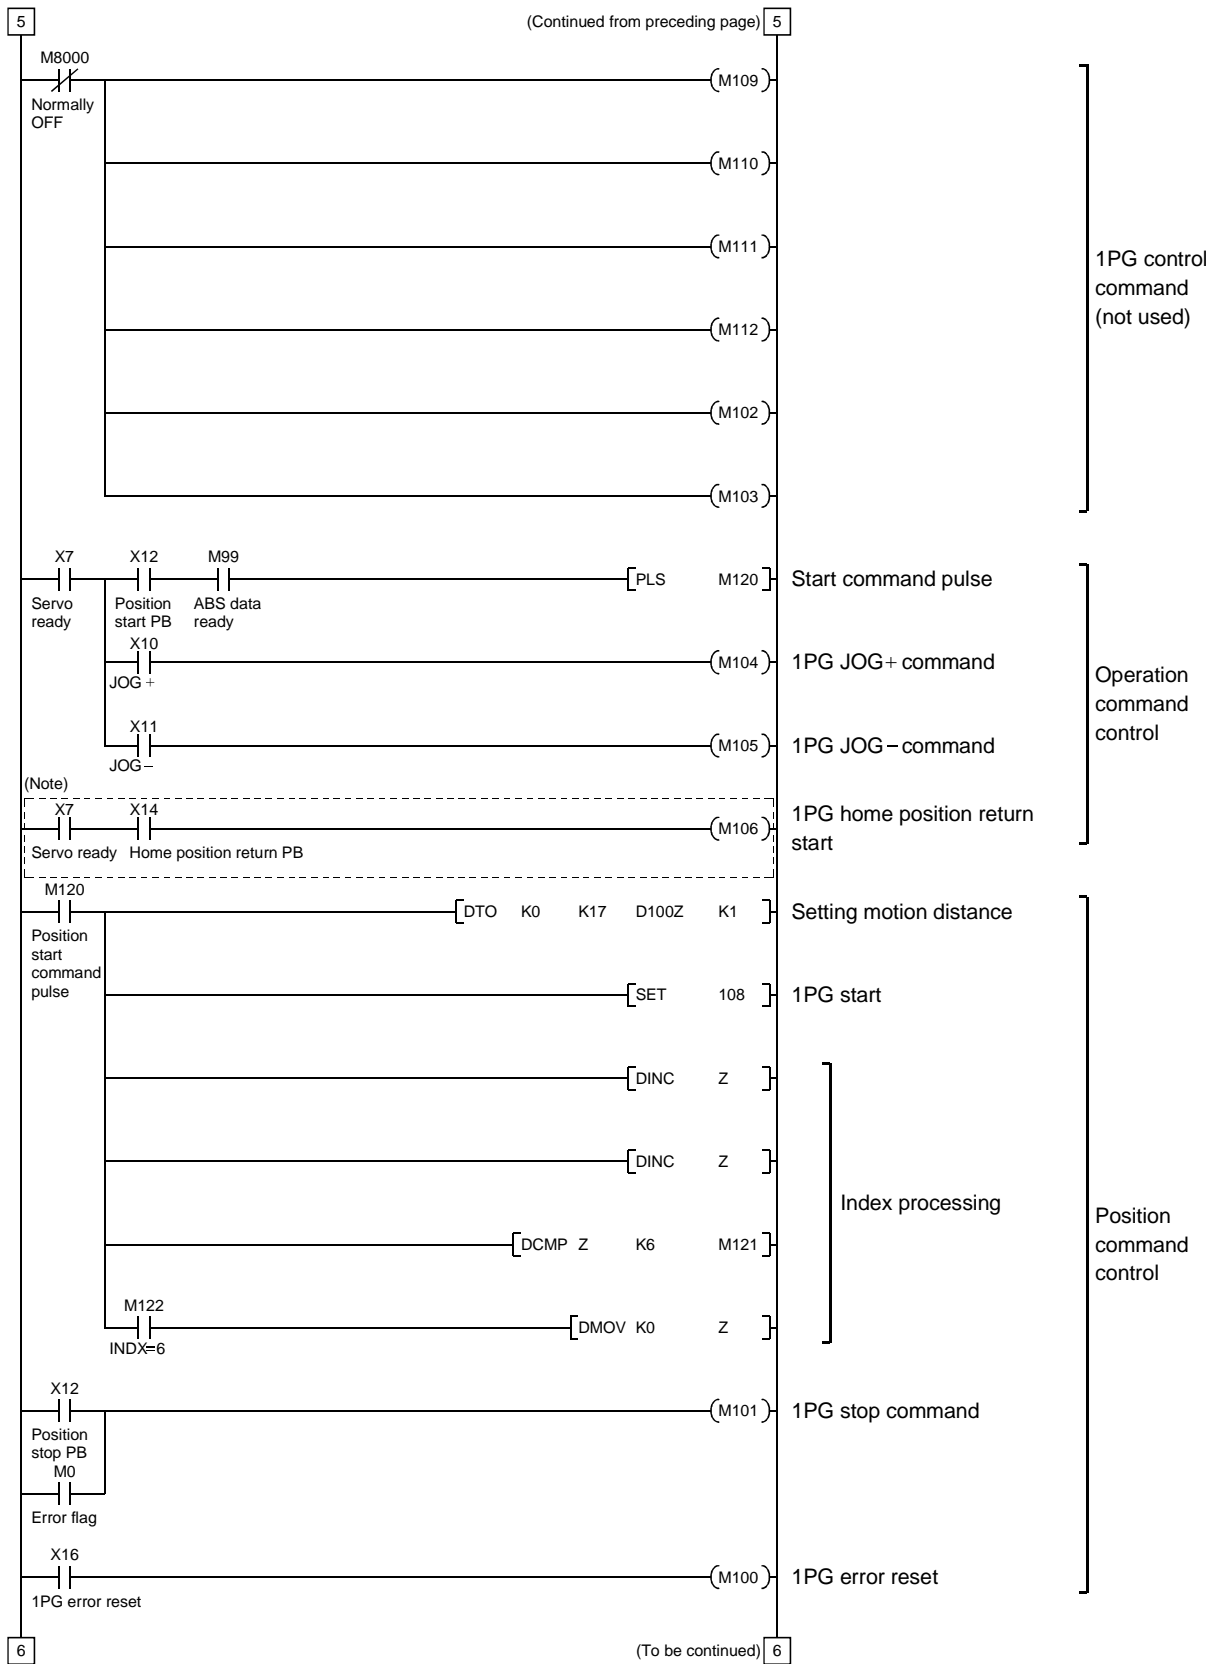 5
(Continued from preceding page) 5
M8000
Normally
OFF
M109
M110
M111
M112
M102
M103
1PG control
command
(not used)
X7 X12 M99
PLS M120 Start command pulse
Servo
ready
Position
start PB
ABS data
ready
X10
JOG +
M104 1PG JOG+ command
X11
JOG−
M105 1PG JOG− command
Operation
command
control
(Note)
X7 X14
Servo ready Home position return PB
M106
1PG home position return
start
M120
Position
start
command
pulse
DTO K0 K17 D100Z K1 Setting motion distance
SET 108 1PG start
DINC Z
DINC Z
DCMP Z K6 M121
M122
INDX=6
DMOV K0 Z
Index processing
Position
command
control
X12
Position
stop PB
M101 1PG stop command
M0
Error flag
X16
1PG error reset
M100 1PG error reset
6
(To be continued) 6